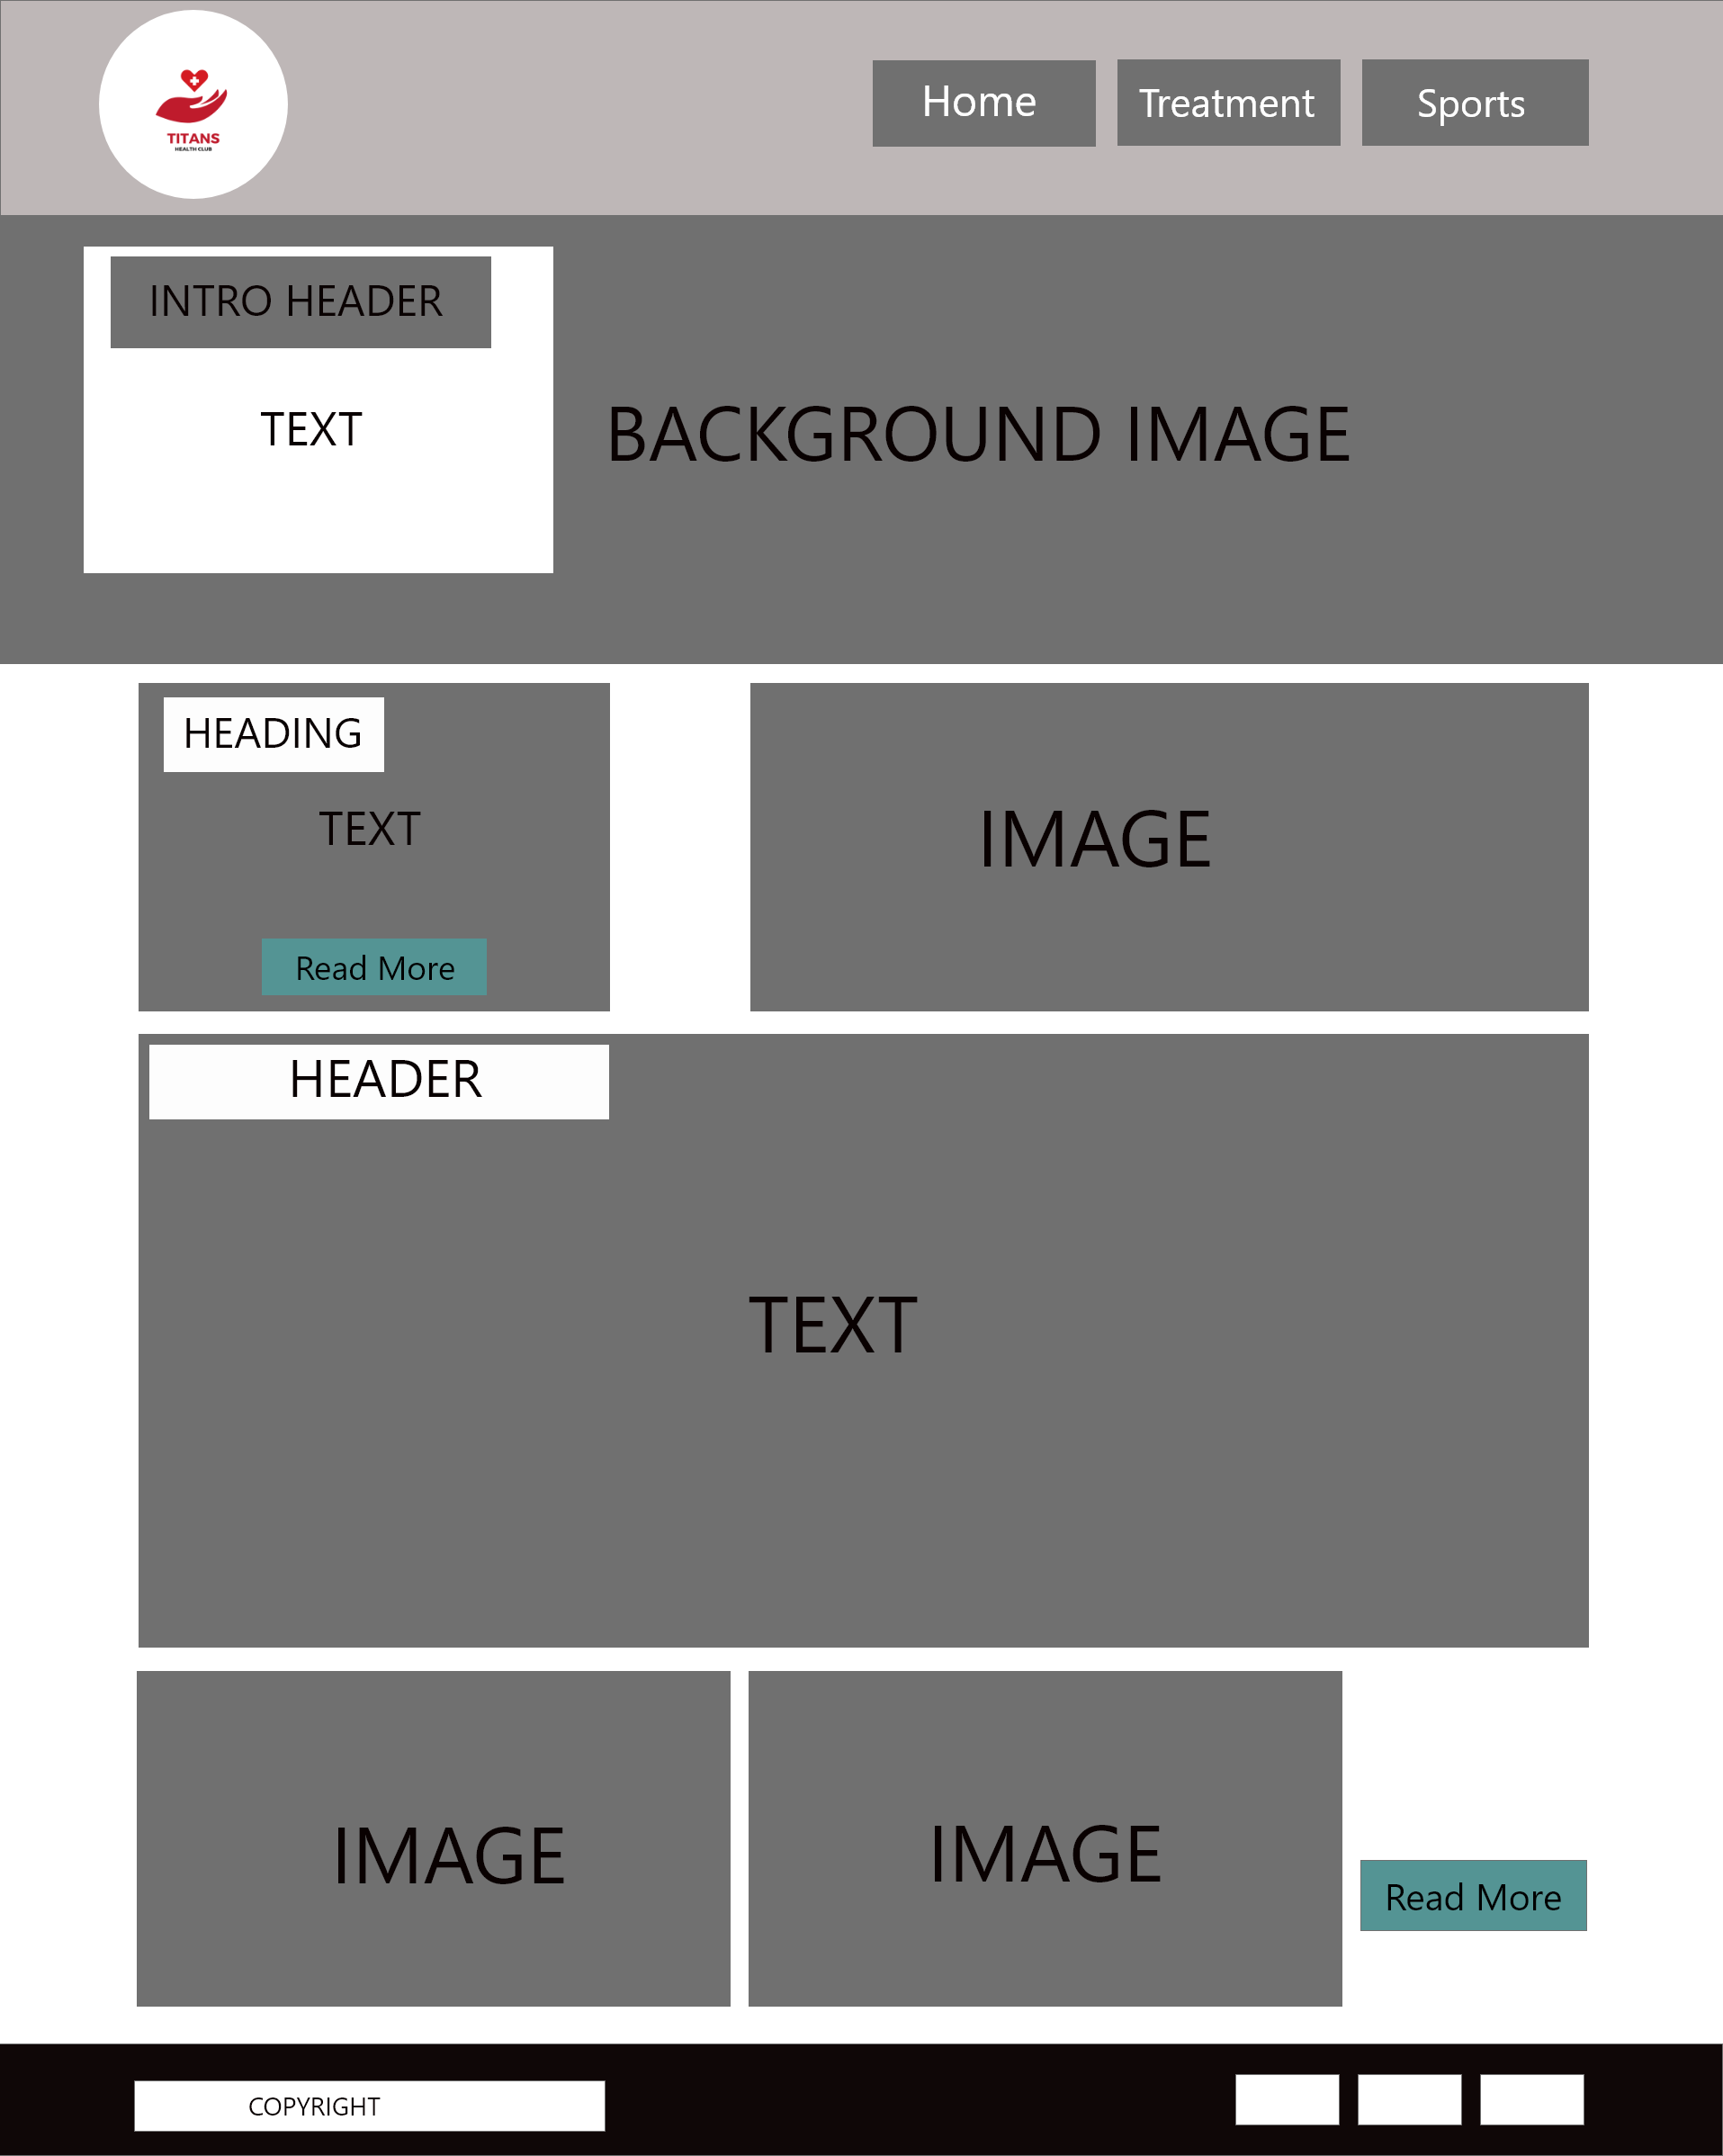 TITANS
HEALTH CLUB
Home
Treatment
Sports
INTRO HEADER
TEXT
BACKGROUND IMAGE
HEADING
TEXT
Read More
IMAGE
HEADER
TEXT
IMAGE
IMAGE
Read More
COPYRIGHT